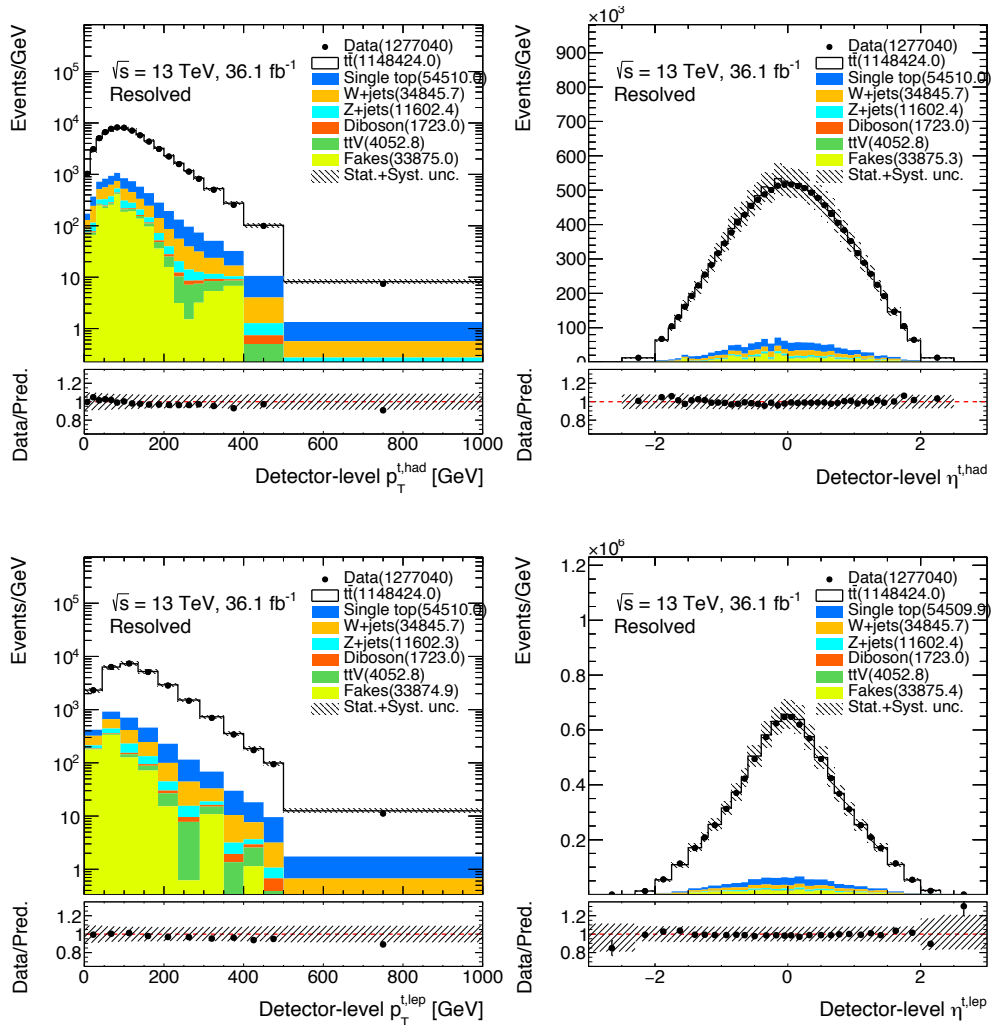 Events/GeV
10⁵
10⁴
10³
10²
10
1
√s = 13 TeV, 36.1 fb⁻¹
Resolved
Data(1277040)
tt̄(1148424.0)
Single top(54510.0)
W+jets(34845.7)
Z+jets(11602.4)
Diboson(1723.0)
ttV(4052.8)
Fakes(33875.0)
Stat.+Syst. unc.
Data/Pred.
1.2
1
0.8
0 200 400 600 800 1000
Detector-level p_T^{t,had} [GeV]
×10³
Events/GeV
900
800
700
600
500
400
300
200
100
0
√s = 13 TeV, 36.1 fb⁻¹
Resolved
Data(1277040)
tt̄(1148424.0)
Single top(54510.0)
W+jets(34845.7)
Z+jets(11602.4)
Diboson(1723.0)
ttV(4052.8)
Fakes(33875.3)
Stat.+Syst. unc.
Data/Pred.
1.2
1
0.8
−2 0 2
Detector-level η^{t,had}
Events/GeV
10⁵
10⁴
10³
10²
10
1
√s = 13 TeV, 36.1 fb⁻¹
Resolved
Data(1277040)
tt̄(1148424.0)
W+jets(34845.7)
Z+jets(11602.3)
Diboson(1723.0)
ttV(4052.8)
Fakes(33874.9)
Stat.+Syst. unc.
Data/Pred.
1.2
1
0.8
0 200 400 600 800 1000
Detector-level p_T^{t,lep} [GeV]
×10⁶
Events/GeV
1.2
1
0.8
0.6
0.4
0.2
√s = 13 TeV, 36.1 fb⁻¹
Resolved
Data(1277040)
tt̄(1148424.0)
Single top(54509.9)
W+jets(34845.7)
Z+jets(11602.4)
Diboson(1723.0)
ttV(4052.8)
Fakes(33875.4)
Stat.+Syst. unc.
Data/Pred.
1.2
1
0.8
−2 0 2
Detector-level η^{t,lep}